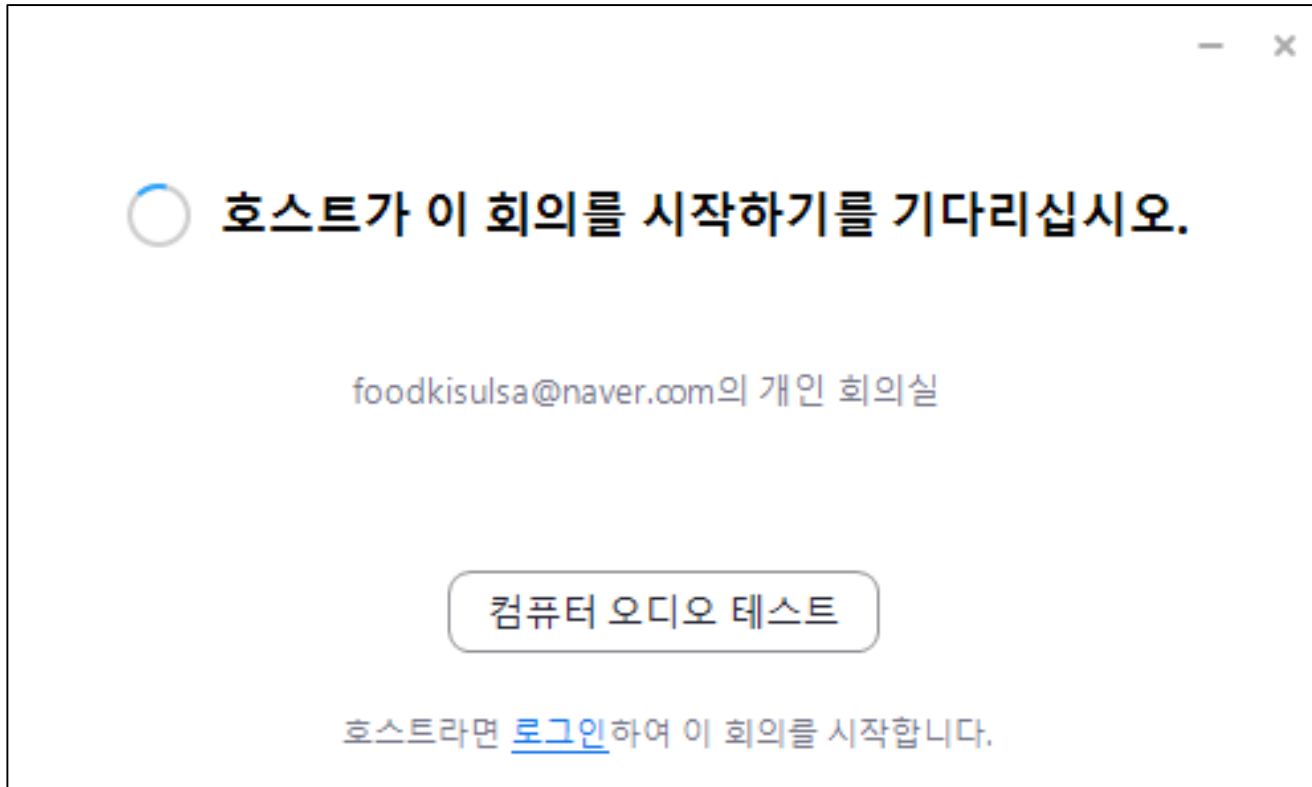 호스트가 이 회의를 시작하기를 기다리십시오.
foodkisulsa@naver.com의 개인 회의실
컴퓨터 오디오 테스트
호스트라면 로그인하여 이 회의를 시작합니다.